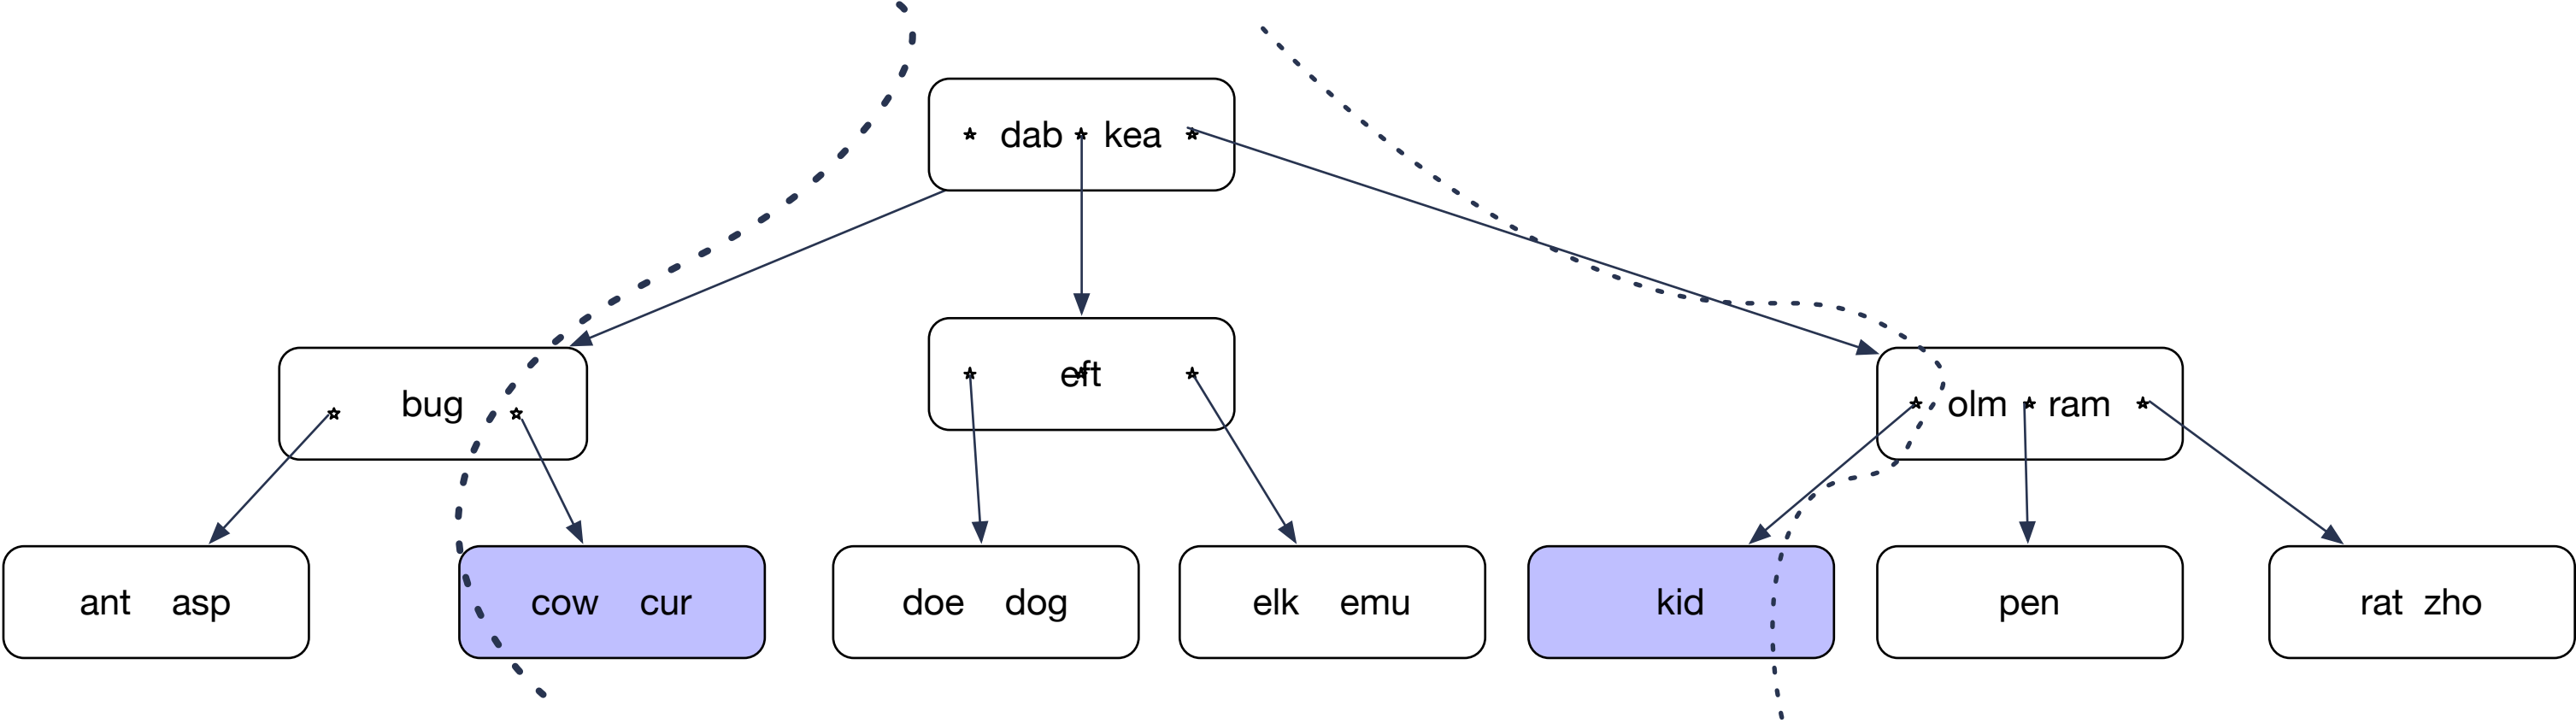 dab kea
bug
eft
olm ram
ant asp
cow cur
doe dog
elk emu
kid
pen
rat zho